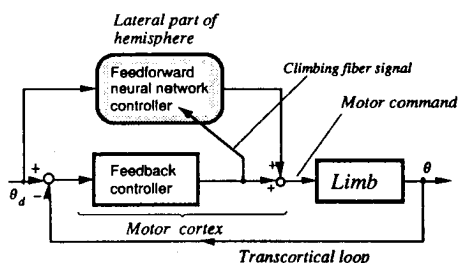 Lateral part of
hemisphere
Feedforward
neural network
controller
Climbing fiber signal
Motor command
+
θd
−
Feedback
controller
+
+
Limb
θ
Motor cortex
Transcortical loop